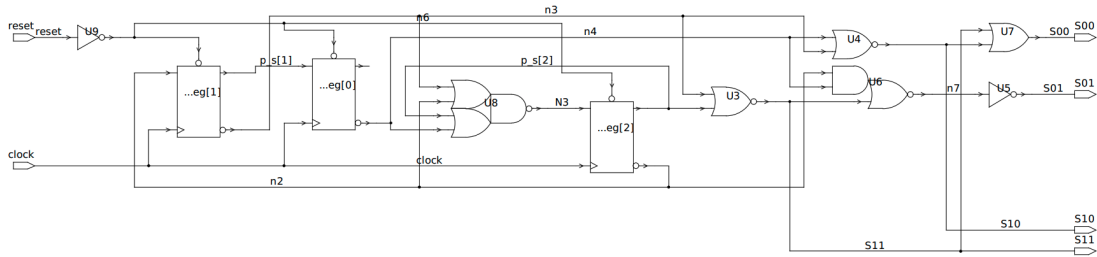 reset
reset
U9
n6
n3
n4
U4
U7
S00
S00
p_s[1]
p_s[2]
...eg[1]
...eg[0]
U8
N3
...eg[2]
U3
U6
n7
U5
S01
S01
clock
clock
n2
S10
S10
S11
S11